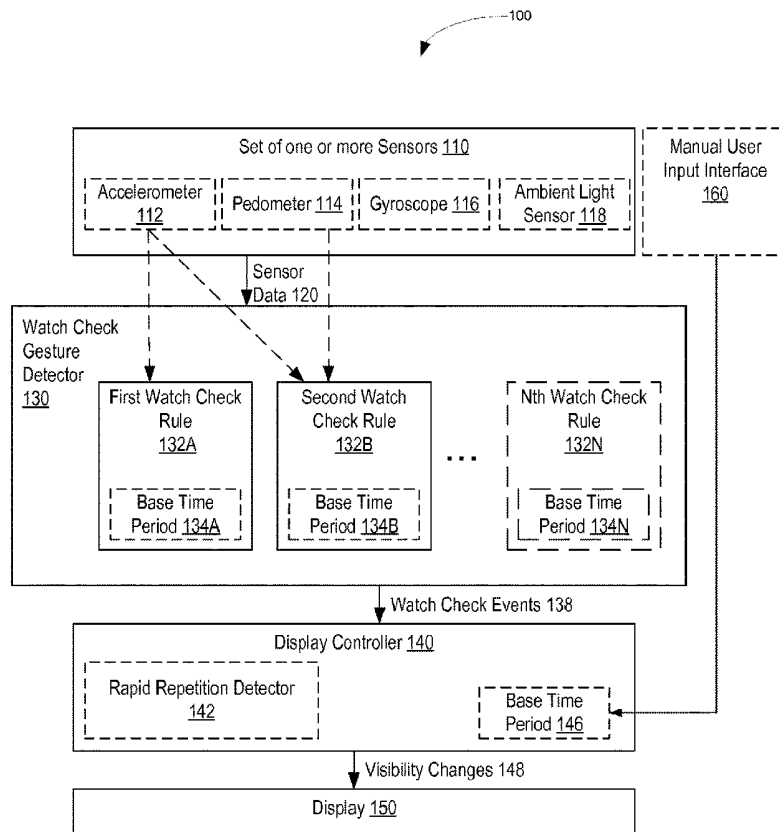 100
Set of one or more Sensors 110
Manual User
Input Interface
160
Accelerometer
112
Pedometer 114
Gyroscope 116
Ambient Light
Sensor 118
Sensor
Data 120
Watch Check
Gesture
Detector
130
First Watch Check
Rule
132A
Second Watch
Check Rule
132B
...
Nth Watch Check
Rule
132N
Base Time
Period 134A
Base Time
Period 134B
Base Time
Period 134N
Watch Check Events 138
Display Controller 140
Rapid Repetition Detector
142
Base Time
Period 146
Visibility Changes 148
Display 150